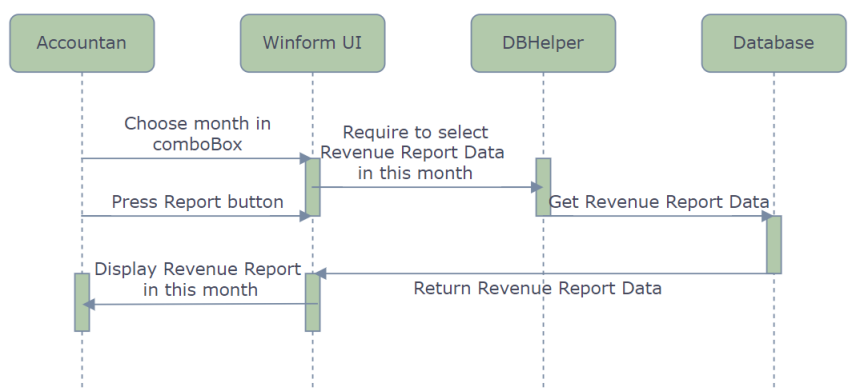 Accountan
Winform UI
DBHelper
Database
Choose month in
comboBox
Require to select
Revenue Report Data
in this month
Press Report button
Get Revenue Report Data
Display Revenue Report
in this month
Return Revenue Report Data